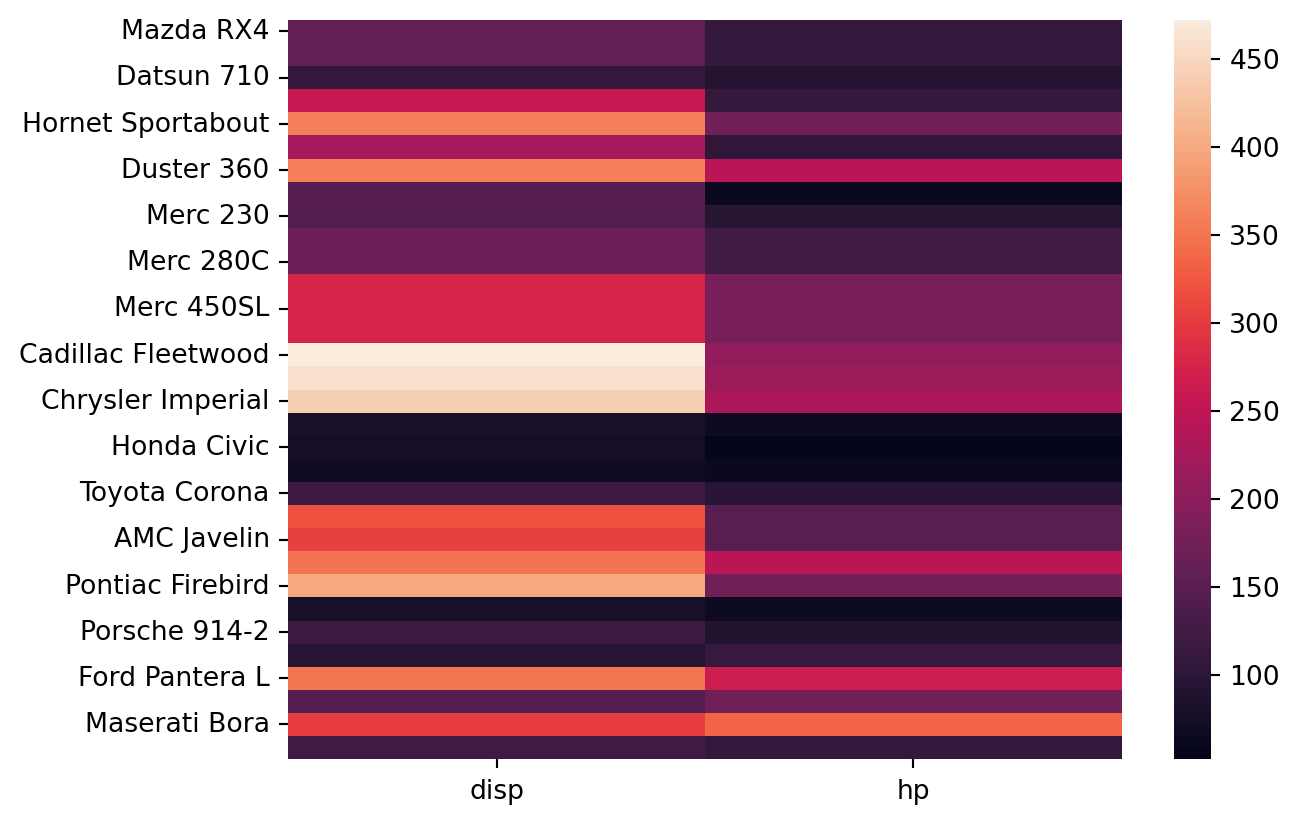 Mazda RX4
Datsun 710
Hornet Sportabout
Duster 360
Merc 230
Merc 280C
Merc 450SL
Cadillac Fleetwood
Chrysler Imperial
Honda Civic
Toyota Corona
AMC Javelin
Pontiac Firebird
Porsche 914-2
Ford Pantera L
Maserati Bora
disp hp
450
400
350
300
250
200
150
100